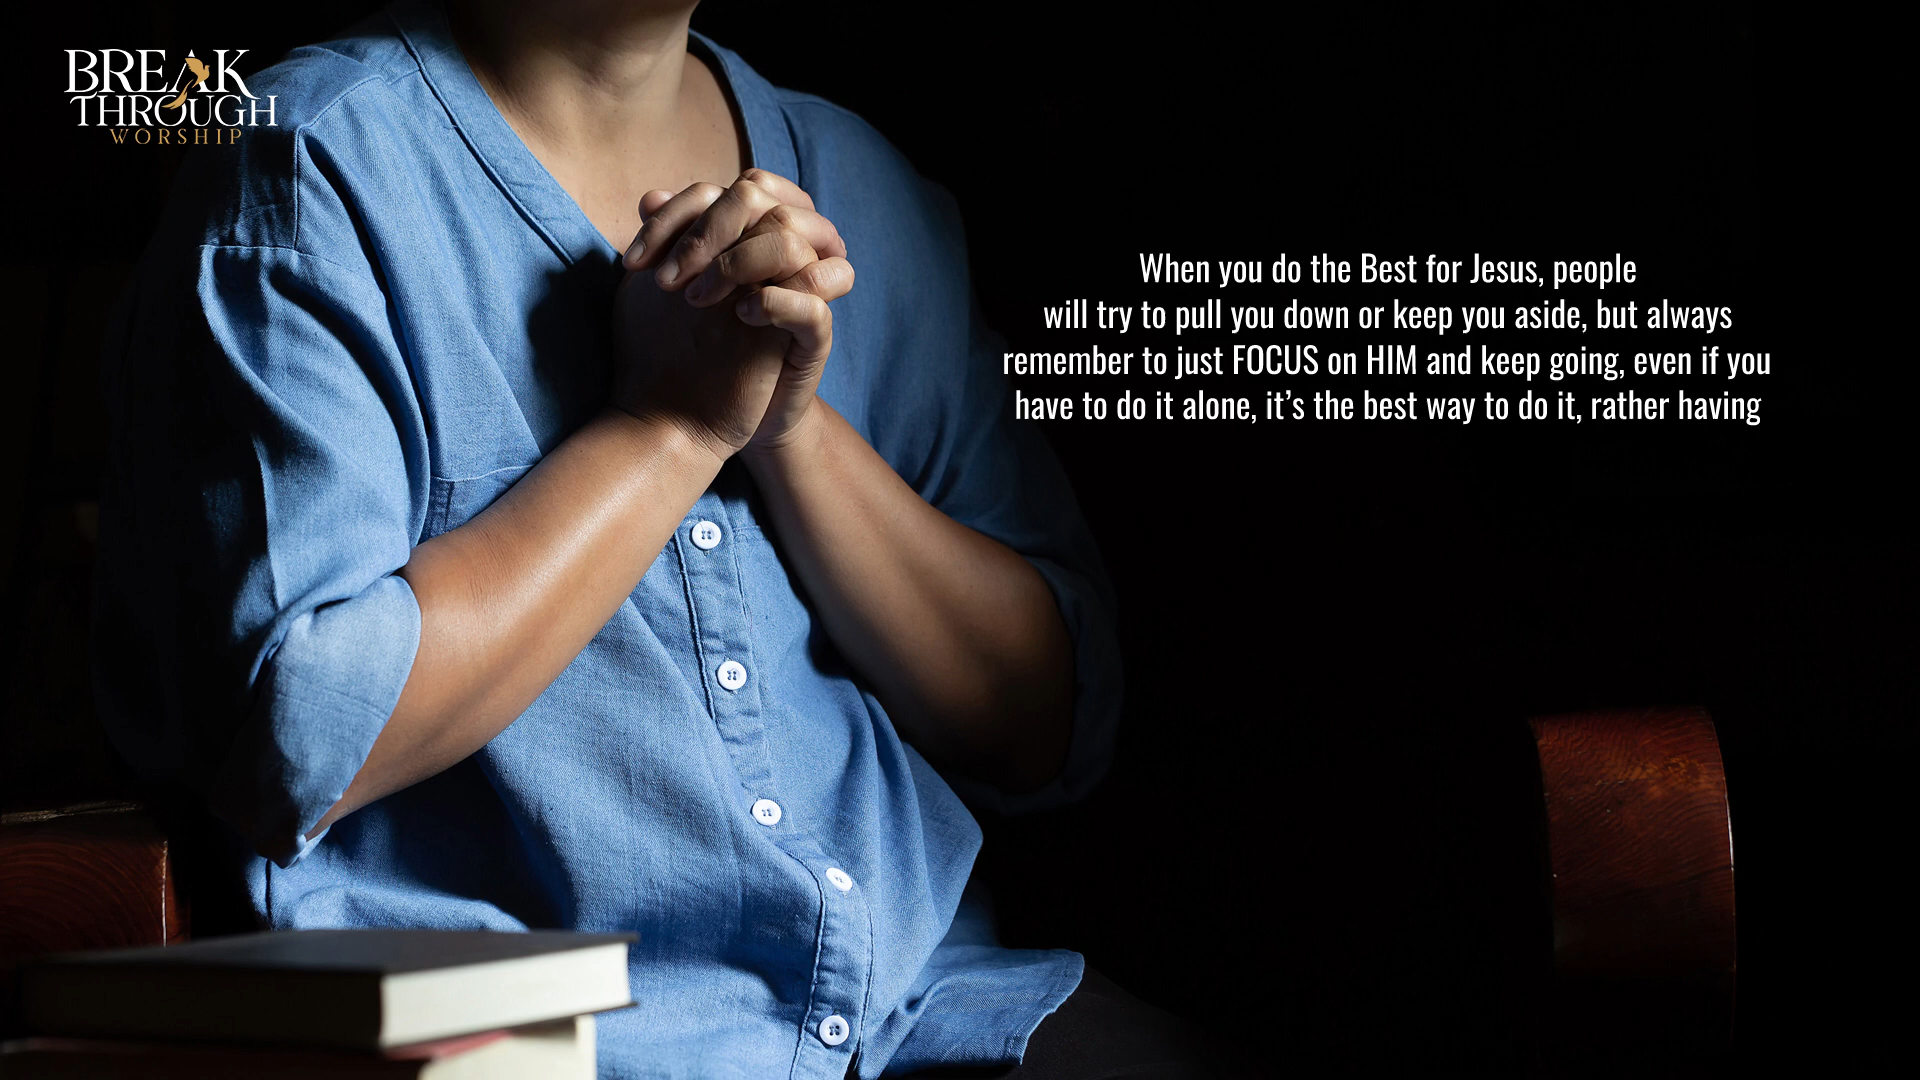 BREAK
THROUGH
WORSHIP
When you do the Best for Jesus, people
will try to pull you down or keep you aside, but always
remember to just FOCUS on HIM and keep going, even if you
have to do it alone, it’s the best way to do it, rather having